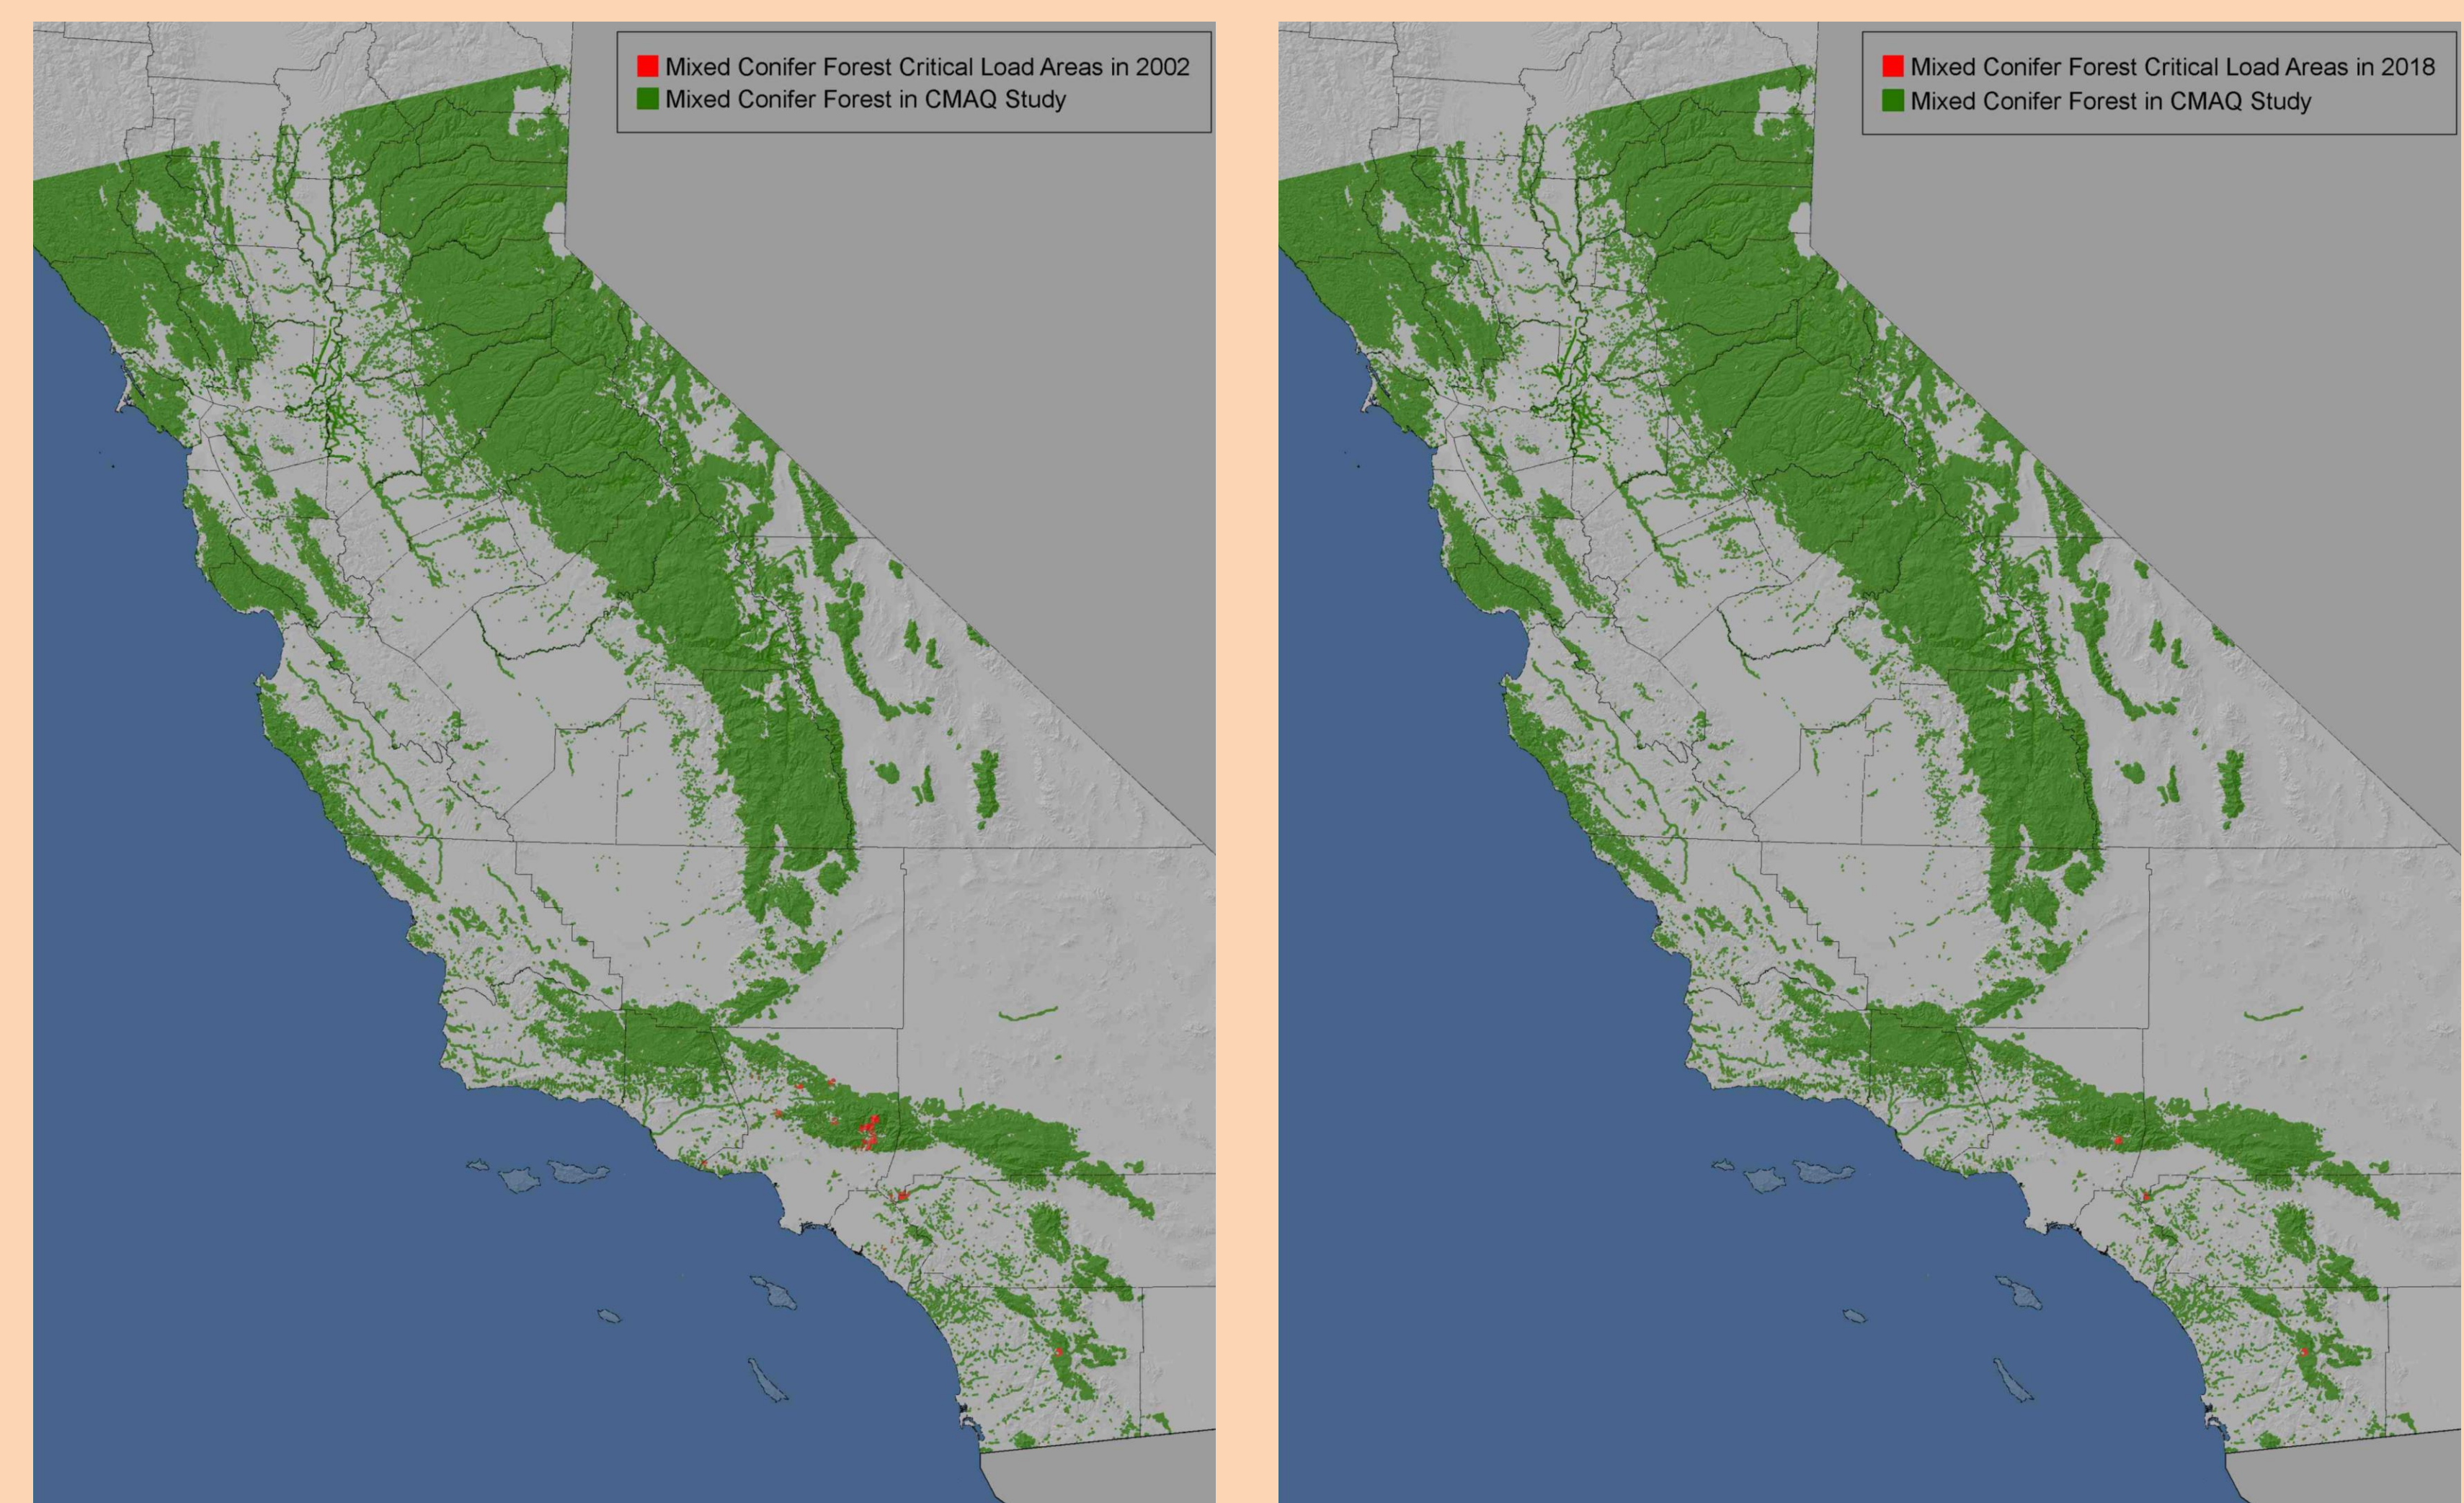 Mixed Conifer Forest Critical Load Areas in 2002
Mixed Conifer Forest in CMAQ Study
Mixed Conifer Forest Critical Load Areas in 2018
Mixed Conifer Forest in CMAQ Study